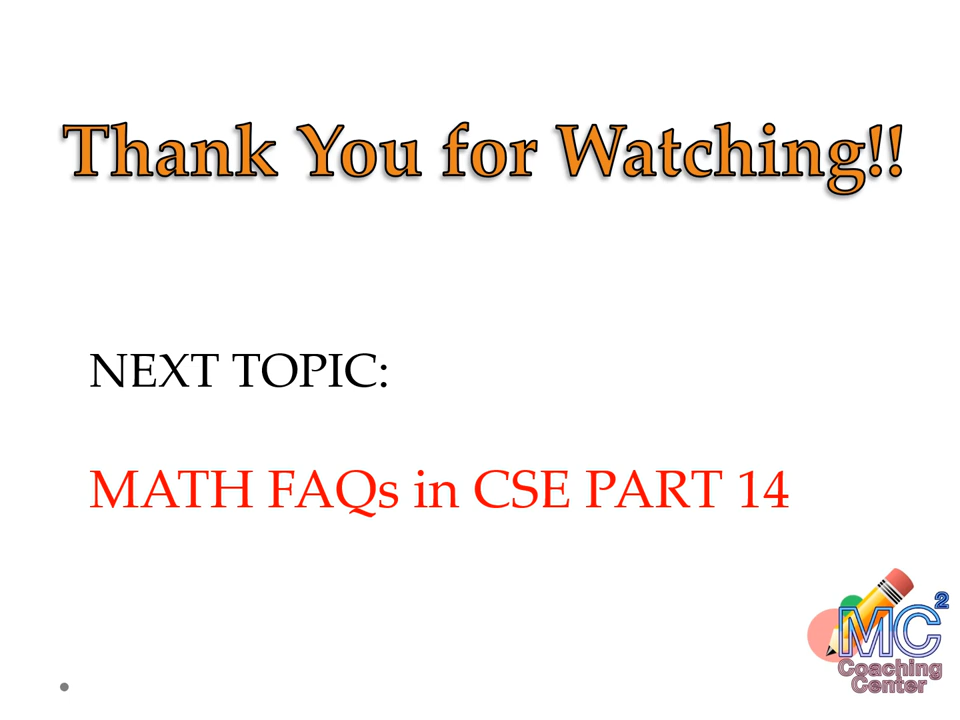 Thank You for Watching!!
NEXT TOPIC:
MATH FAQs in CSE PART 14
MC²
Coaching
Center